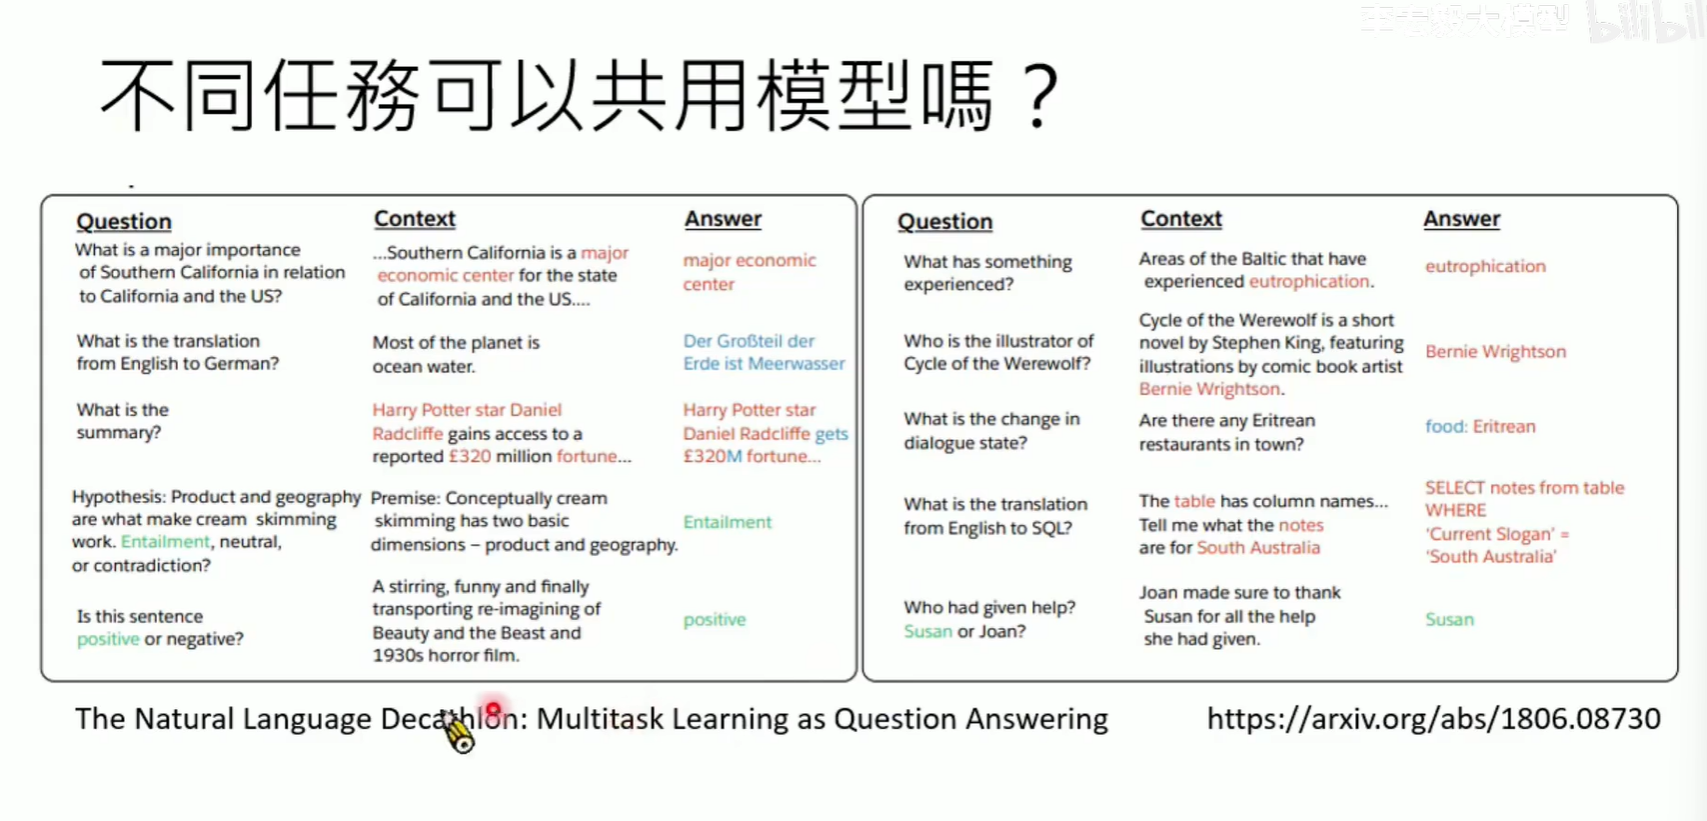 不同任務可以共用模型嗎？
Question
Context
Answer
What is a major importance
of Southern California in relation
to California and the US?
...Southern California is a major
economic center for the state
of California and the US....
major economic
center
What is the translation
from English to German?
Most of the planet is
ocean water.
Der Großteil der
Erde ist Meerwasser
What is the
summary?
Harry Potter star Daniel
Radcliffe gains access to a
reported £320 million fortune...
Harry Potter star
Daniel Radcliffe gets
£320M fortune...
Hypothesis: Product and geography
are what make cream skimming
work. Entailment, neutral,
or contradiction?
Premise: Conceptually cream
skimming has two basic
dimensions – product and geography.
Entailment
Is this sentence
positive or negative?
A stirring, funny and finally
transporting re-imagining of
Beauty and the Beast and
1930s horror film.
positive
Question
Context
Answer
What has something
experienced?
Areas of the Baltic that have
experienced eutrophication.
eutrophication
Who is the illustrator of
Cycle of the Werewolf?
Cycle of the Werewolf is a short
novel by Stephen King, featuring
illustrations by comic book artist
Bernie Wrightson.
Bernie Wrightson
What is the change in
dialogue state?
Are there any Eritrean
restaurants in town?
food: Eritrean
What is the translation
from English to SQL?
The table has column names...
Tell me what the notes
are for South Australia
SELECT notes from table
WHERE
‘Current Slogan’ =
‘South Australia’
Who had given help?
Susan or Joan?
Joan made sure to thank
Susan for all the help
she had given.
Susan
The Natural Language Decathlon: Multitask Learning as Question Answering
https://arxiv.org/abs/1806.08730